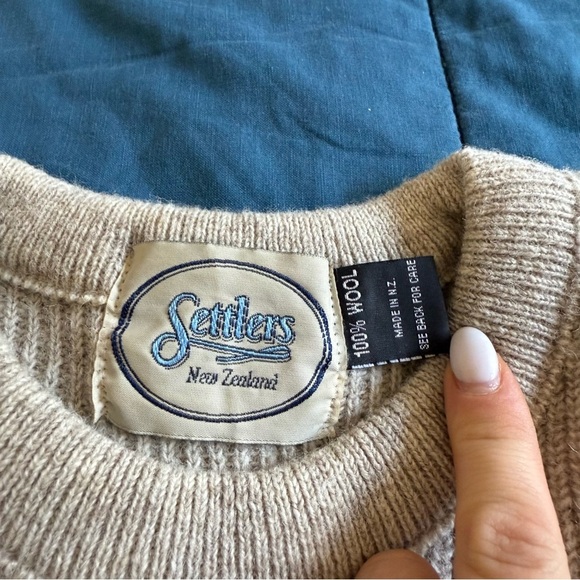 Settlers
New Zealand
100% WOOL
MADE IN N.Z.
SEE BACK FOR CARE